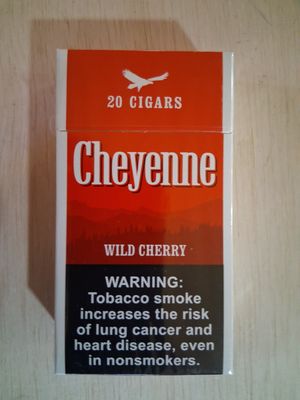 20 CIGARS
Cheyenne
WILD CHERRY
WARNING:
Tobacco smoke
increases the risk
of lung cancer and
heart disease, even
in nonsmokers.